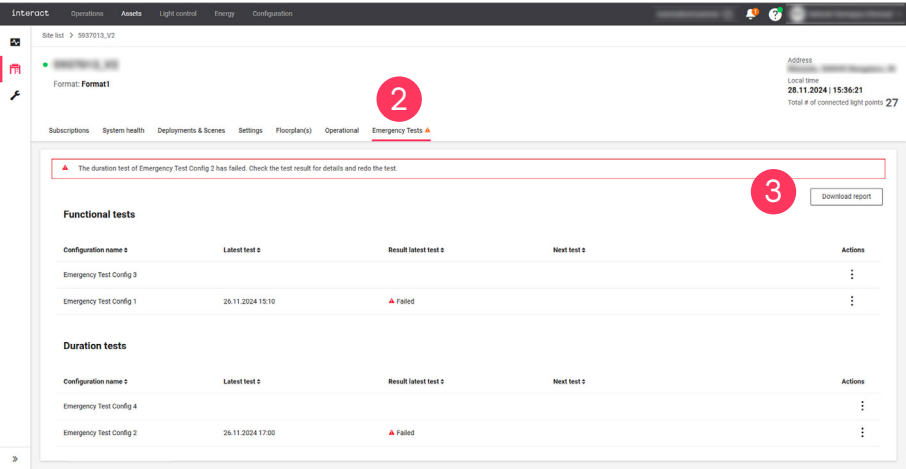 interact Operations Assets Light control Energy Configuration
Site list > 5937013_V2
Address
Format: Format1
Local time
28.11.2024 | 15:36:21
Total # of connected light points 27
2
Subscriptions System health Deployments & Scenes Settings Floorplan(s) Operational Emergency Tests
The duration test of Emergency Test Config 2 has failed. Check the test result for details and redo the test.
3
Download report
Functional tests
Configuration name Latest test Result latest test Next test Actions
Emergency Test Config 3
Emergency Test Config 1 26.11.2024 15:10 Failed
Duration tests
Configuration name Latest test Result latest test Next test Actions
Emergency Test Config 4
Emergency Test Config 2 26.11.2024 17:00 Failed